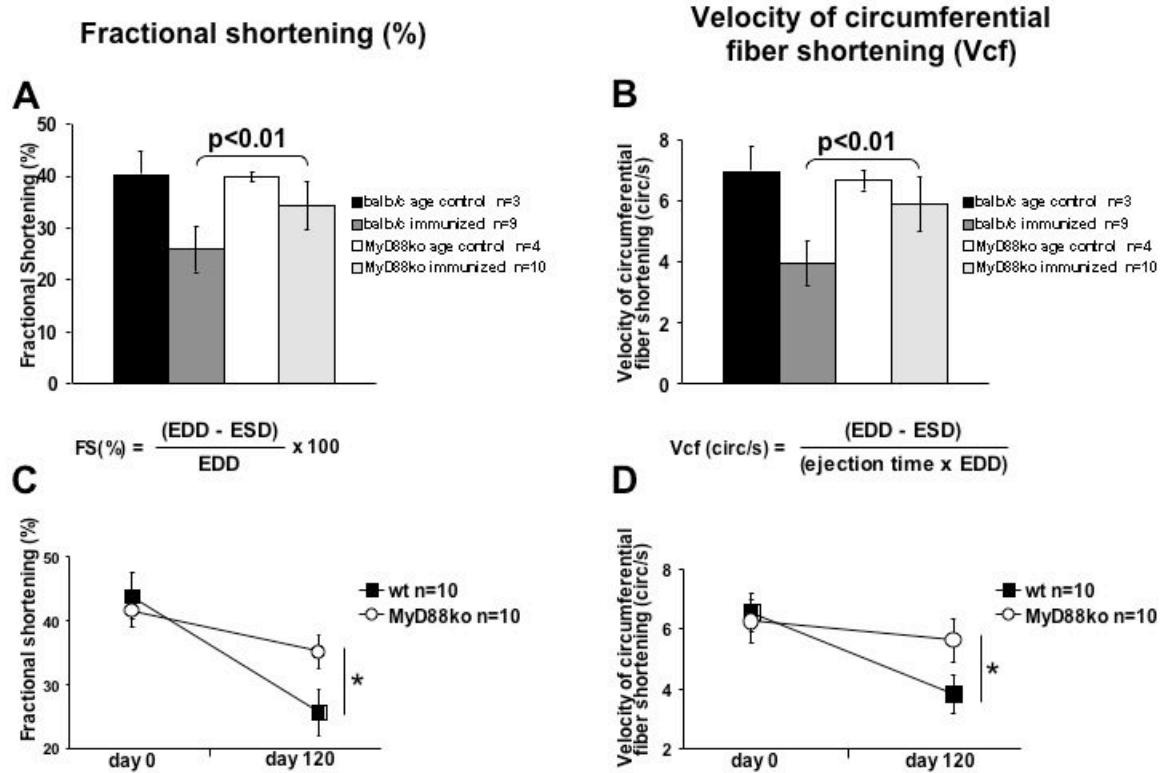 Fractional shortening (%)
Velocity of circumferential
fiber shortening (Vcf)
A
Fractional Shortening (%)
50
40
30
20
10
0
p<0.01
balb/c age control n=3
balb/c immunized n=9
MyD88ko age control n=4
MyD88ko immunized n=10
FS(%) = (EDD - ESD) / EDD x 100
B
Velocity of circumferential
fiber shortening (circ/s)
8
6
4
2
0
p<0.01
balb/c age control n=3
balb/c immunized n=9
MyD88ko age control n=4
MyD88ko immunized n=10
Vcf (circ/s) = (EDD - ESD) / (ejection time x EDD)
C
Fractional shortening (%)
50
40
30
20
day 0
day 120
*
wt n=10
MyD88ko n=10
D
Velocity of circumferential
fiber shortening (circ/s)
8
6
4
2
day 0
day 120
*
wt n=10
MyD88ko n=10